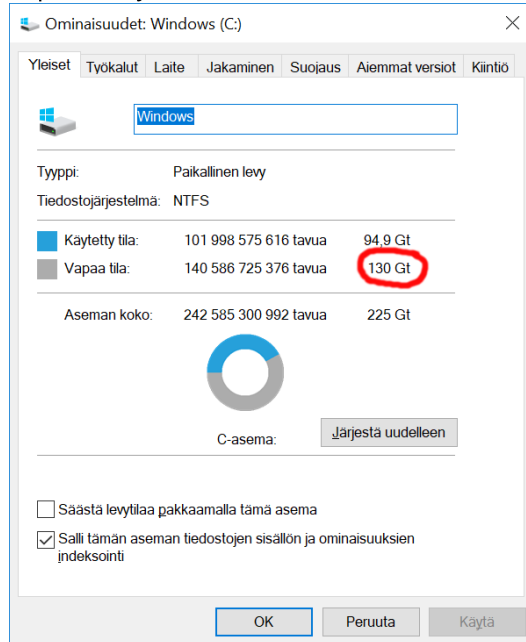 Ominaisuudet: Windows (C:)
Yleiset Työkalut Laite Jakaminen Suojaus Aiemmat versiot Kiintiö
Windows
Tyyppi: Paikallinen levy
Tiedostojärjestelmä: NTFS
Käytetty tila: 101 998 575 616 tavua 94,9 Gt
Vapaa tila: 140 586 725 376 tavua 130 Gt
Aseman koko: 242 585 300 992 tavua 225 Gt
C-asema: Järjestä uudelleen
Säästä levytilaa pakkaamalla tämä asema
Salli tämän aseman tiedostojen sisällön ja ominaisuuksien
indeksointi
OK Peruuta Käytä